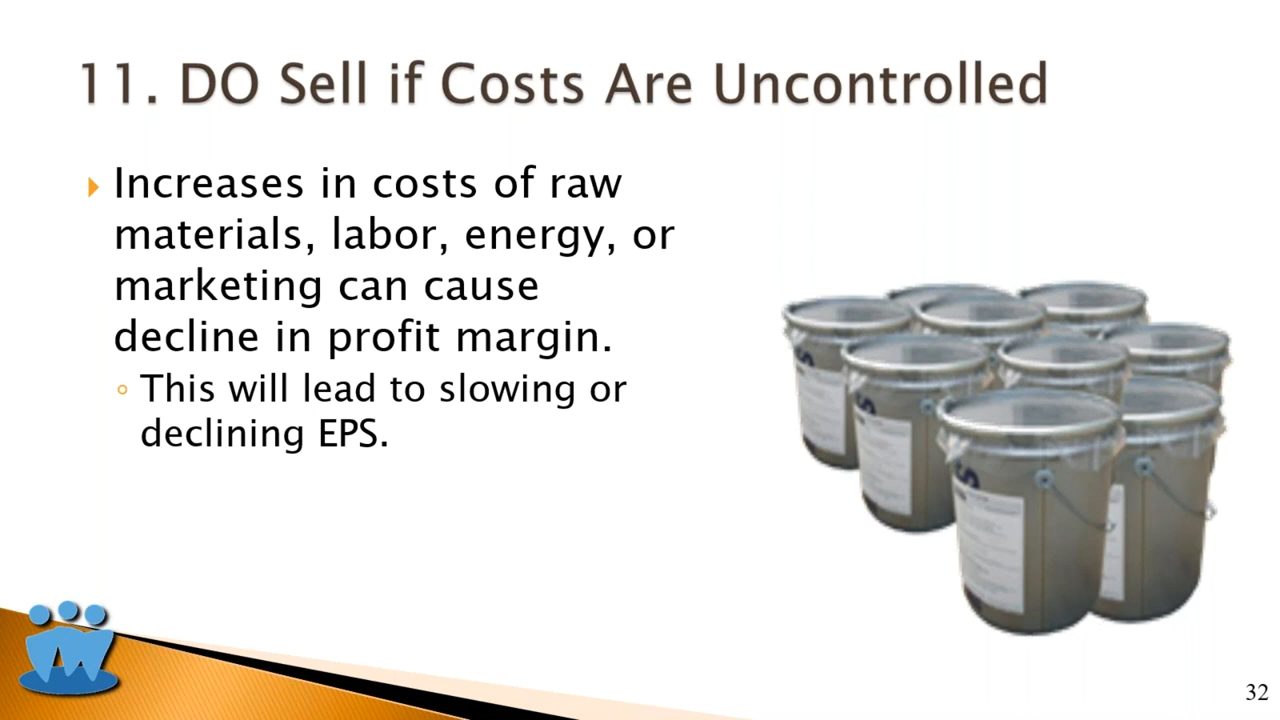 11. DO Sell if Costs Are Uncontrolled
Increases in costs of raw
materials, labor, energy, or
marketing can cause
decline in profit margin.
This will lead to slowing or
declining EPS.
32